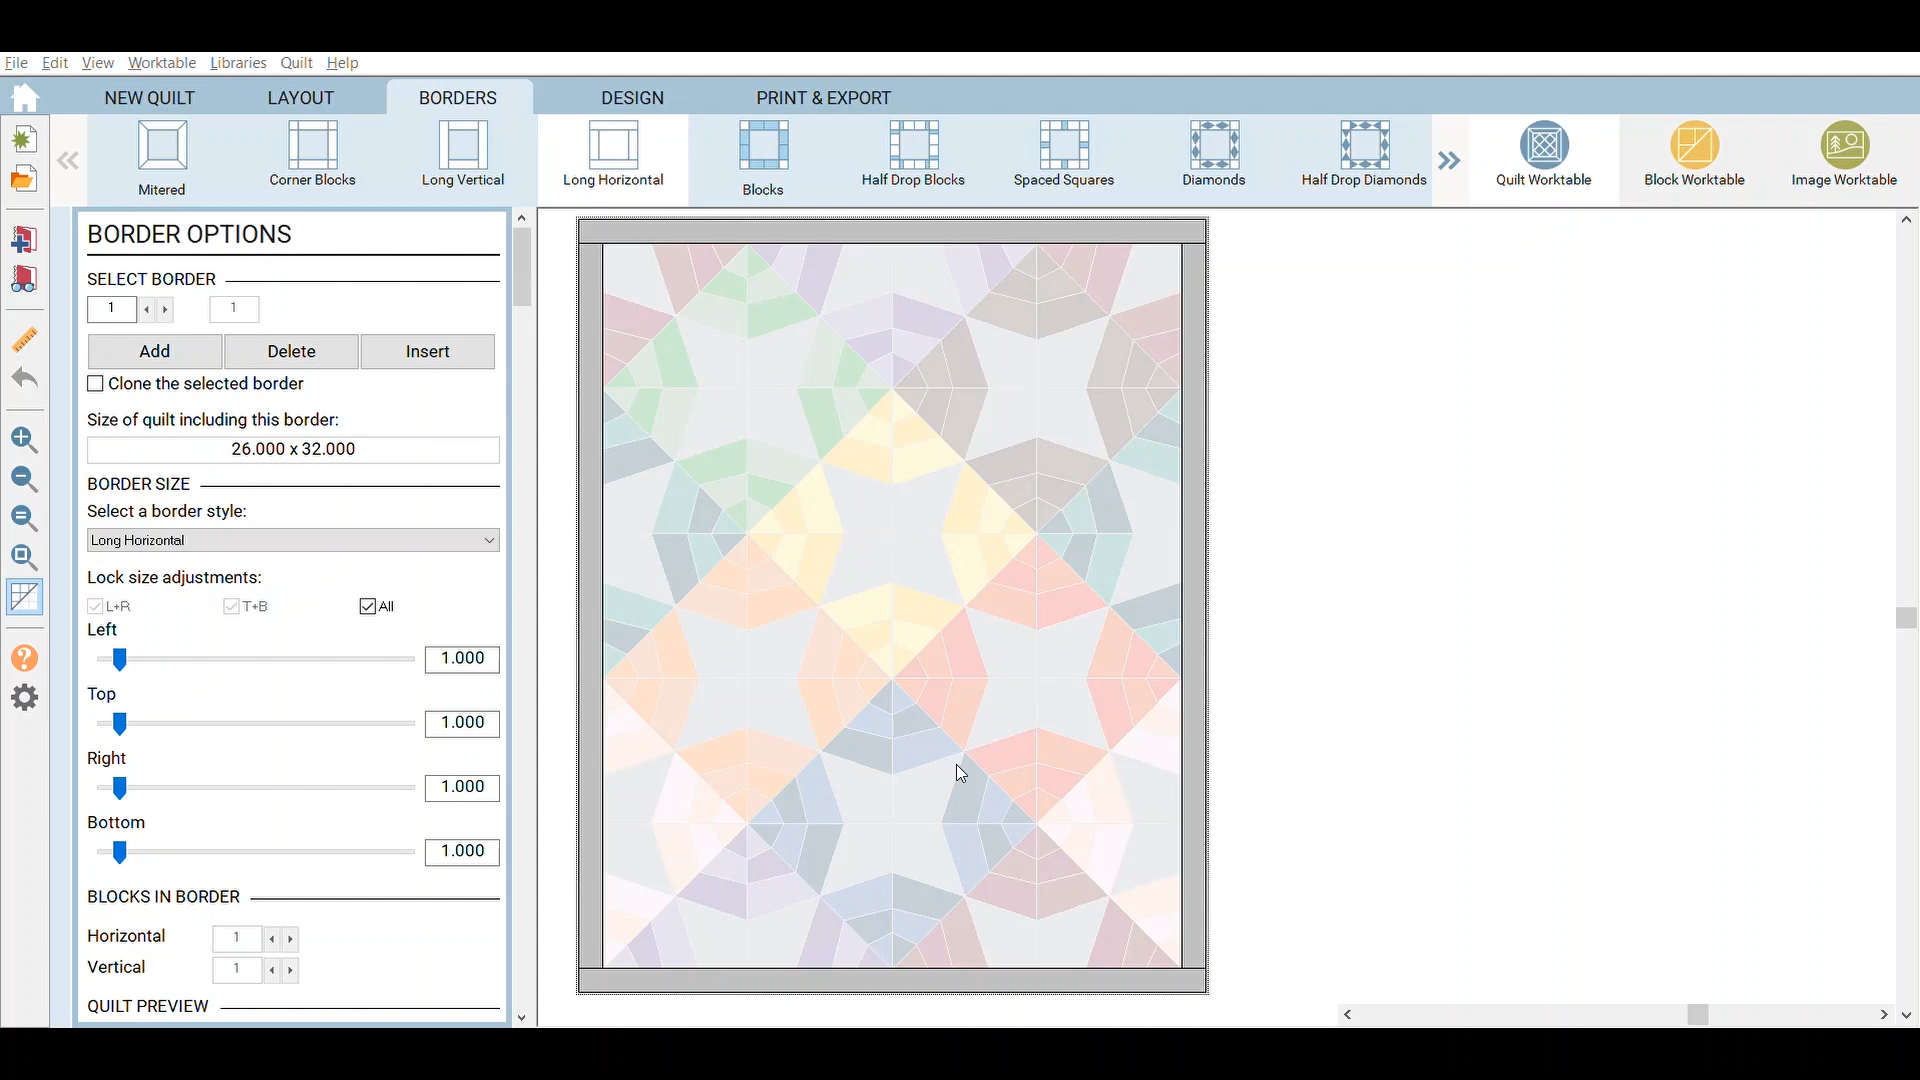 File Edit View Worktable Libraries Quilt Help
NEW QUILT LAYOUT BORDERS DESIGN PRINT & EXPORT
Mitered Corner Blocks Long Vertical Long Horizontal Blocks Half Drop Blocks Spaced Squares Diamonds Half Drop Diamonds Quilt Worktable Block Worktable Image Worktable
BORDER OPTIONS
SELECT BORDER
1 1
Add Delete Insert
Clone the selected border
Size of quilt including this border:
26.000 x 32.000
BORDER SIZE
Select a border style:
Long Horizontal
Lock size adjustments:
L+R T+B All
Left
1.000
Top
1.000
Right
1.000
Bottom
1.000
BLOCKS IN BORDER
Horizontal 1
Vertical 1
QUILT PREVIEW